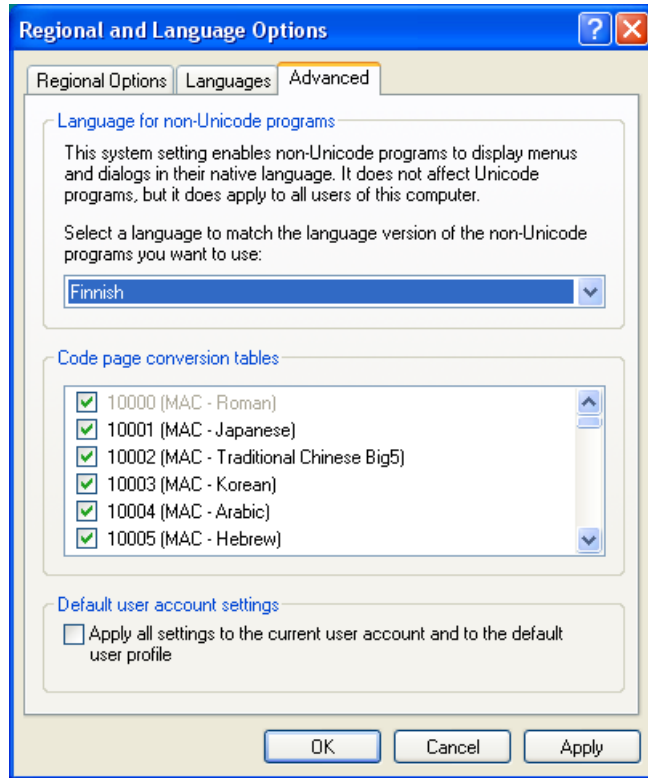 Regional and Language Options
Regional Options Languages Advanced
Language for non-Unicode programs
This system setting enables non-Unicode programs to display menus
and dialogs in their native language. It does not affect Unicode
programs, but it does apply to all users of this computer.
Select a language to match the language version of the non-Unicode
programs you want to use:
Finnish
Code page conversion tables
10000 (MAC - Roman)
10001 (MAC - Japanese)
10002 (MAC - Traditional Chinese Big5)
10003 (MAC - Korean)
10004 (MAC - Arabic)
10005 (MAC - Hebrew)
Default user account settings
Apply all settings to the current user account and to the default
user profile
OK Cancel Apply